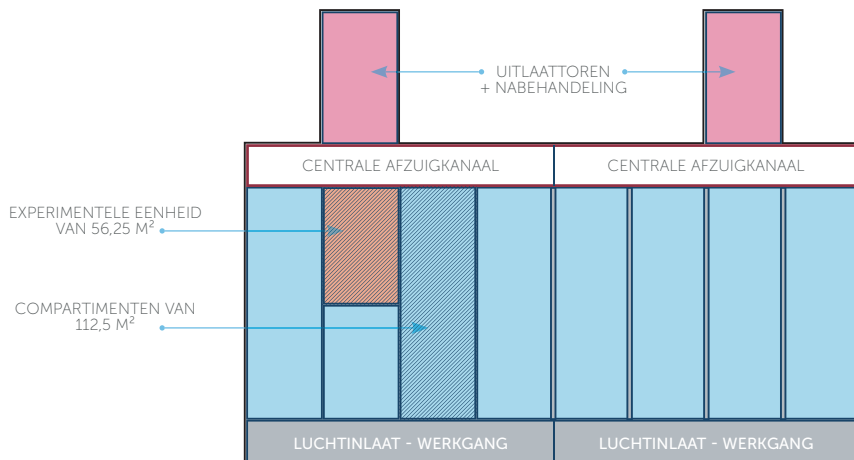 UITLAATTOREN
+ NABEHANDELING
CENTRALE AFZUIGKANAAL
CENTRALE AFZUIGKANAAL
EXPERIMENTELE EENHEID
VAN 56,25 M²
COMPARTIMENTEN VAN
112,5 M²
LUCHTINLAAT - WERKGANG
LUCHTINLAAT - WERKGANG